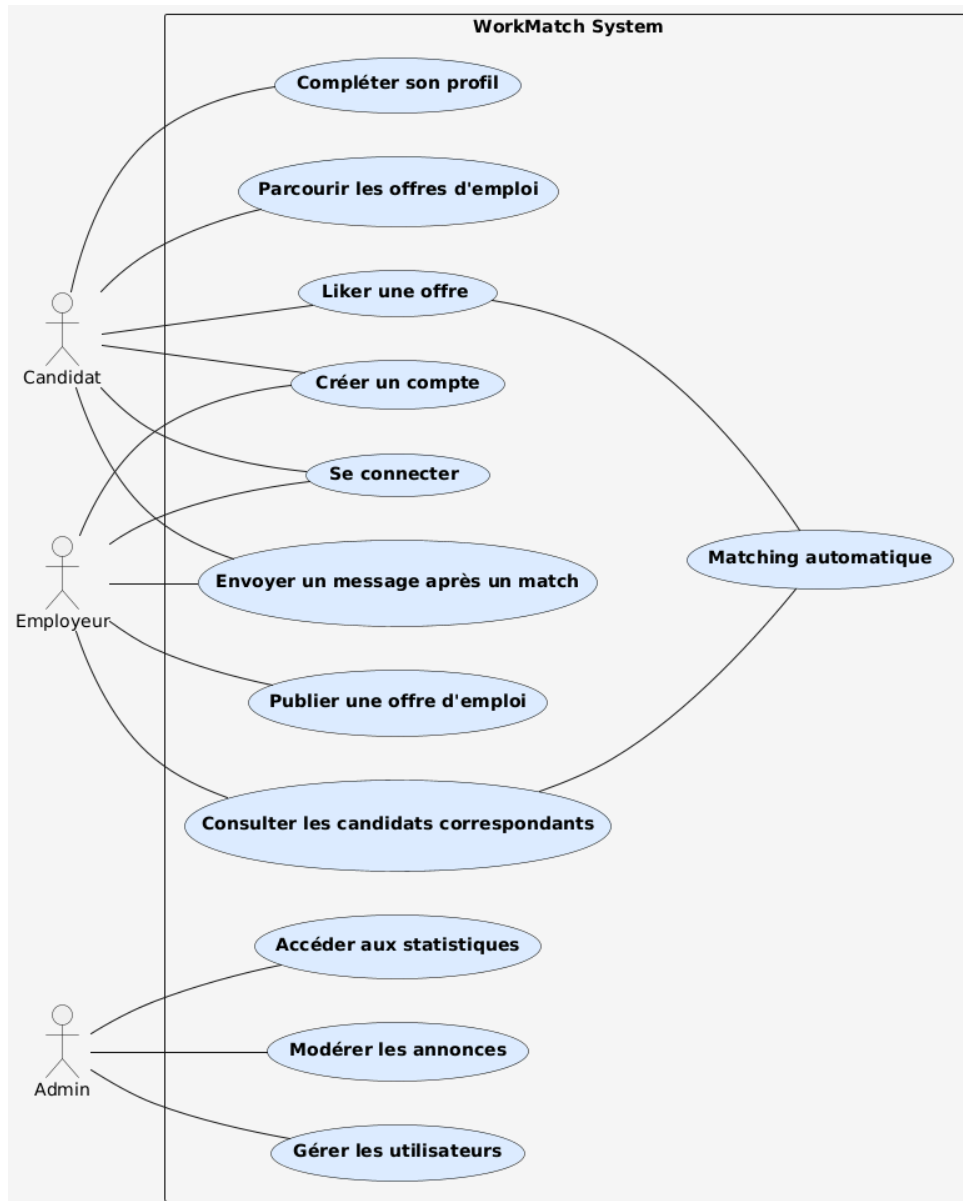 WorkMatch System
Compléter son profil
Parcourir les offres d'emploi
Liker une offre
Candidat
Créer un compte
Se connecter
Matching automatique
Envoyer un message après un match
Employeur
Publier une offre d'emploi
Consulter les candidats correspondants
Accéder aux statistiques
Modérer les annonces
Admin
Gérer les utilisateurs